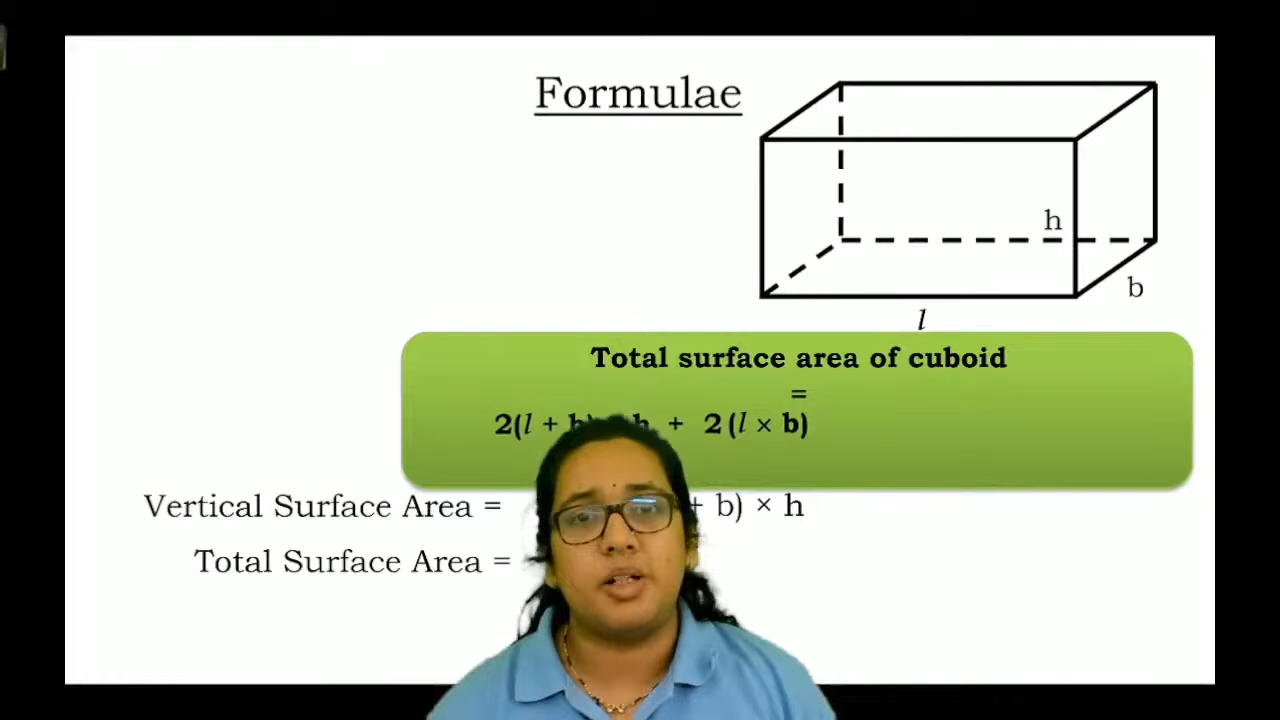 Formulae
h
b
l
Total surface area of cuboid
=
2(l + b) h + 2 (l × b)
Vertical Surface Area = + b) × h
Total Surface Area =